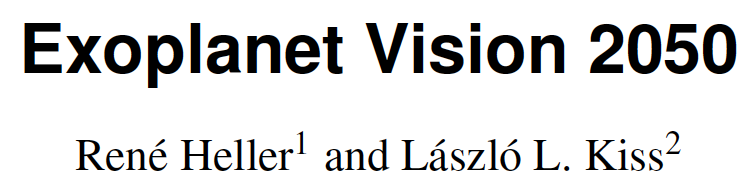 Exoplanet Vision 2050
René Heller¹ and László L. Kiss²